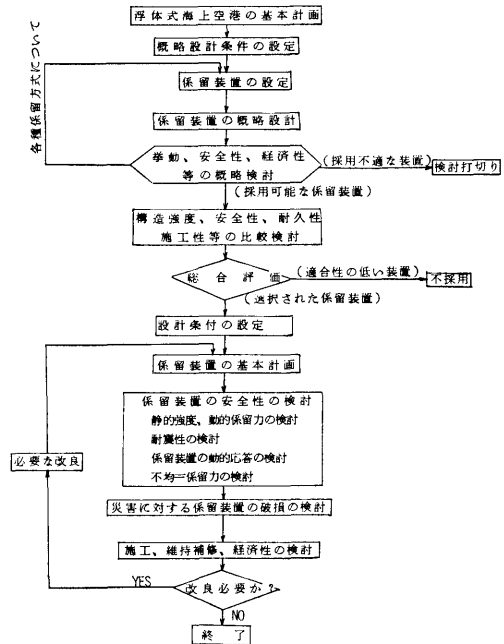 浮体式海上空港の基本計画
概略設計条件の設定
各種係留方式について
係留装置の設定
係留装置の概略設計
挙動、安全性、経済性
等の概略検討
(採用不適な装置)
検討打切り
(採用可能な係留装置)
構造強度、安全性、耐久性
施工性等の比較検討
総合評価
(適合性の低い装置)
不採用
(選択された係留装置)
設計条付の設定
係留装置の基本計画
係留装置の安全性の検討
静的強度、動的係留力の検討
耐震性の検討
係留装置の動的応答の検討
不均一係留力の検討
必要な改良
災害に対する係留装置の破損の検討
施工、維持補修、経済性の検討
YES
改良必要か?
NO
終了